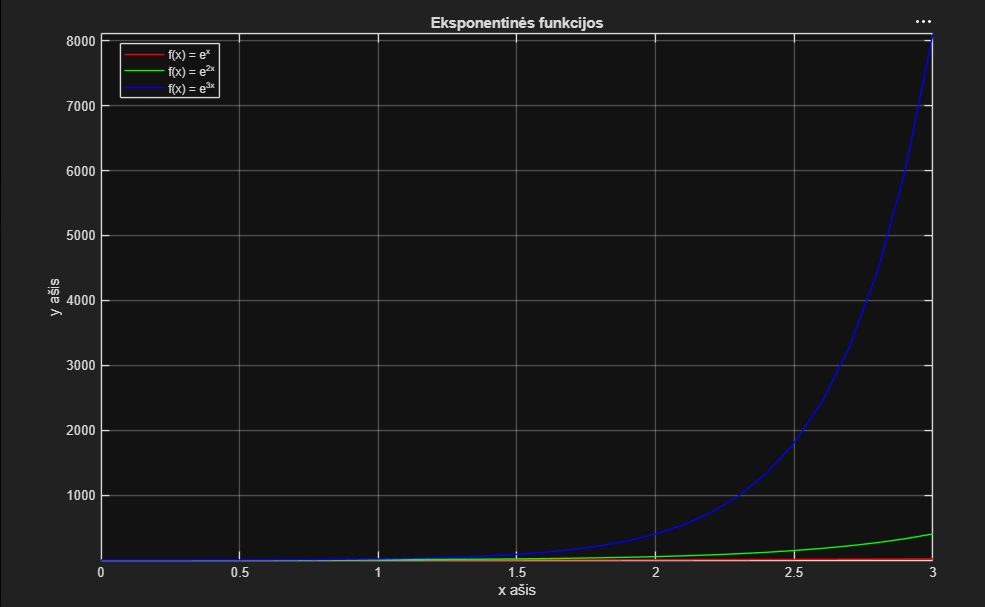 Eksponentinės funkcijos
f(x) = eˣ
f(x) = e²ˣ
f(x) = e³ˣ
8000
7000
6000
5000
4000
3000
2000
1000
y ašis
0 0.5 1 1.5 2 2.5 3
x ašis